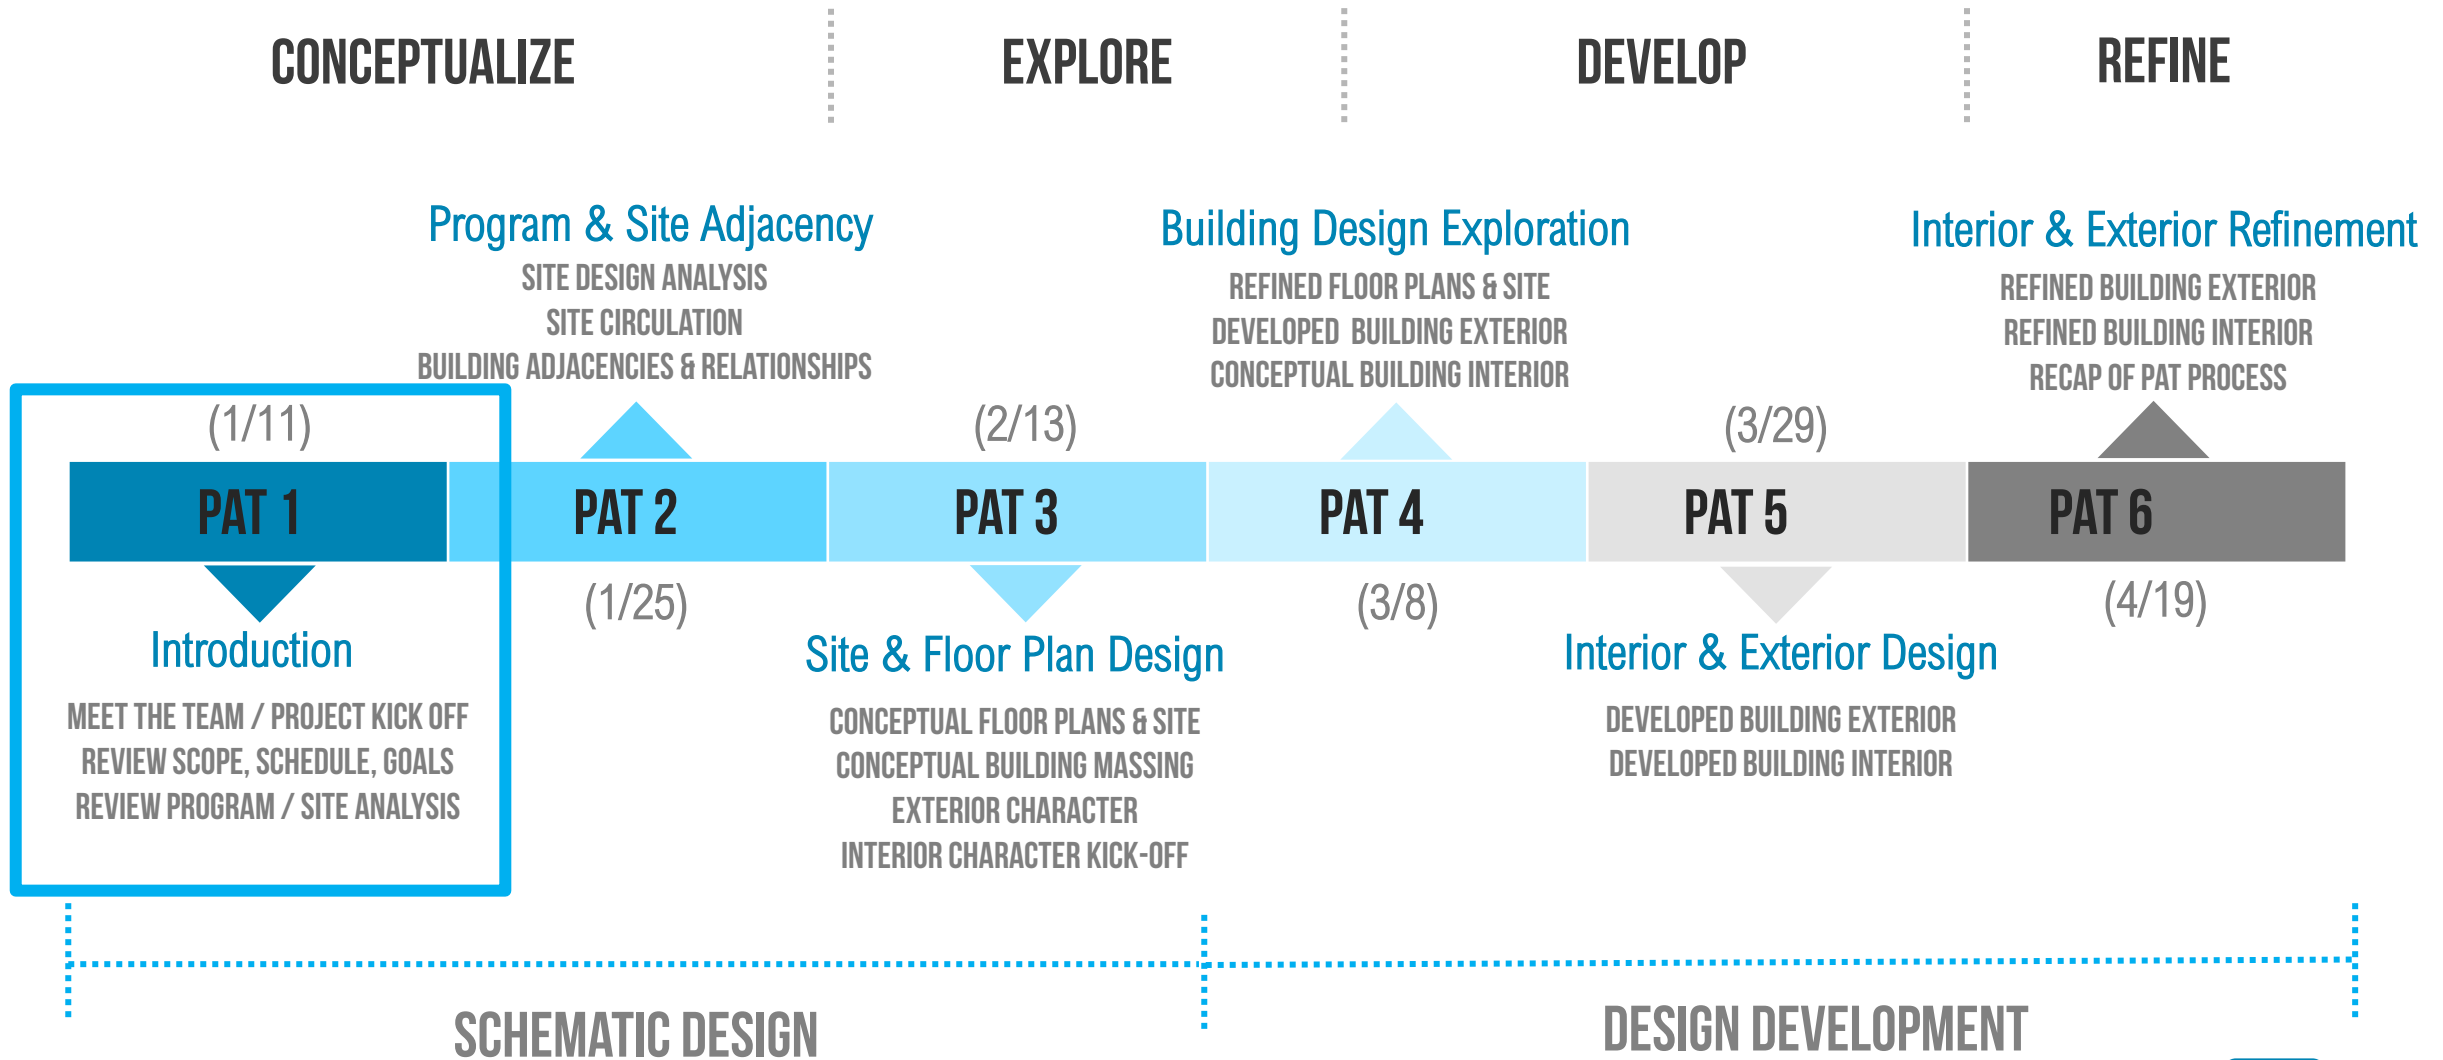 CONCEPTUALIZE
EXPLORE
DEVELOP
REFINE
Program & Site Adjacency
SITE DESIGN ANALYSIS
SITE CIRCULATION
BUILDING ADJACENCIES & RELATIONSHIPS
Building Design Exploration
REFINED FLOOR PLANS & SITE
DEVELOPED BUILDING EXTERIOR
CONCEPTUAL BUILDING INTERIOR
Interior & Exterior Refinement
REFINED BUILDING EXTERIOR
REFINED BUILDING INTERIOR
RECAP OF PAT PROCESS
(1/11)
(2/13)
(3/29)
PAT 1
PAT 2
PAT 3
PAT 4
PAT 5
PAT 6
(1/25)
(3/8)
(4/19)
Introduction
MEET THE TEAM / PROJECT KICK OFF
REVIEW SCOPE, SCHEDULE, GOALS
REVIEW PROGRAM / SITE ANALYSIS
Site & Floor Plan Design
CONCEPTUAL FLOOR PLANS & SITE
CONCEPTUAL BUILDING MASSING
EXTERIOR CHARACTER
INTERIOR CHARACTER KICK-OFF
Interior & Exterior Design
DEVELOPED BUILDING EXTERIOR
DEVELOPED BUILDING INTERIOR
SCHEMATIC DESIGN
DESIGN DEVELOPMENT